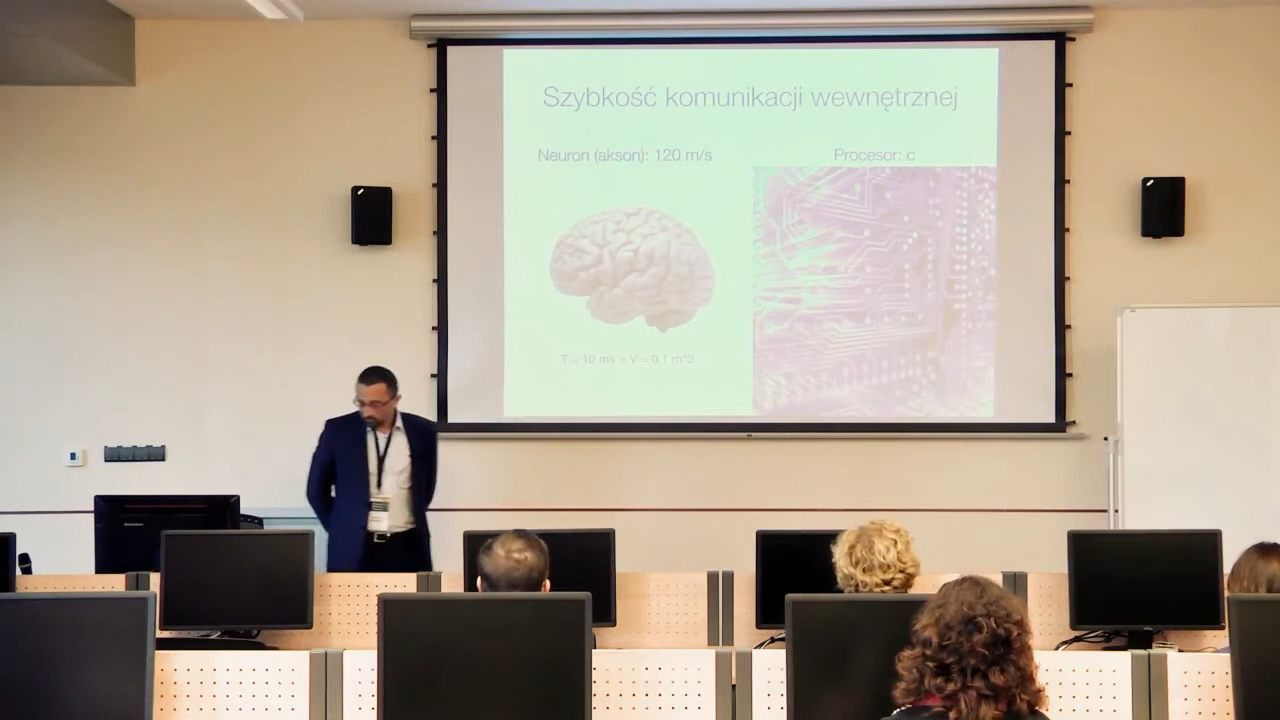 Szybkość komunikacji wewnętrznej
Neuron (akson): 120 m/s
Procesor: c
T = 10 ms > V = 0,1 m^3